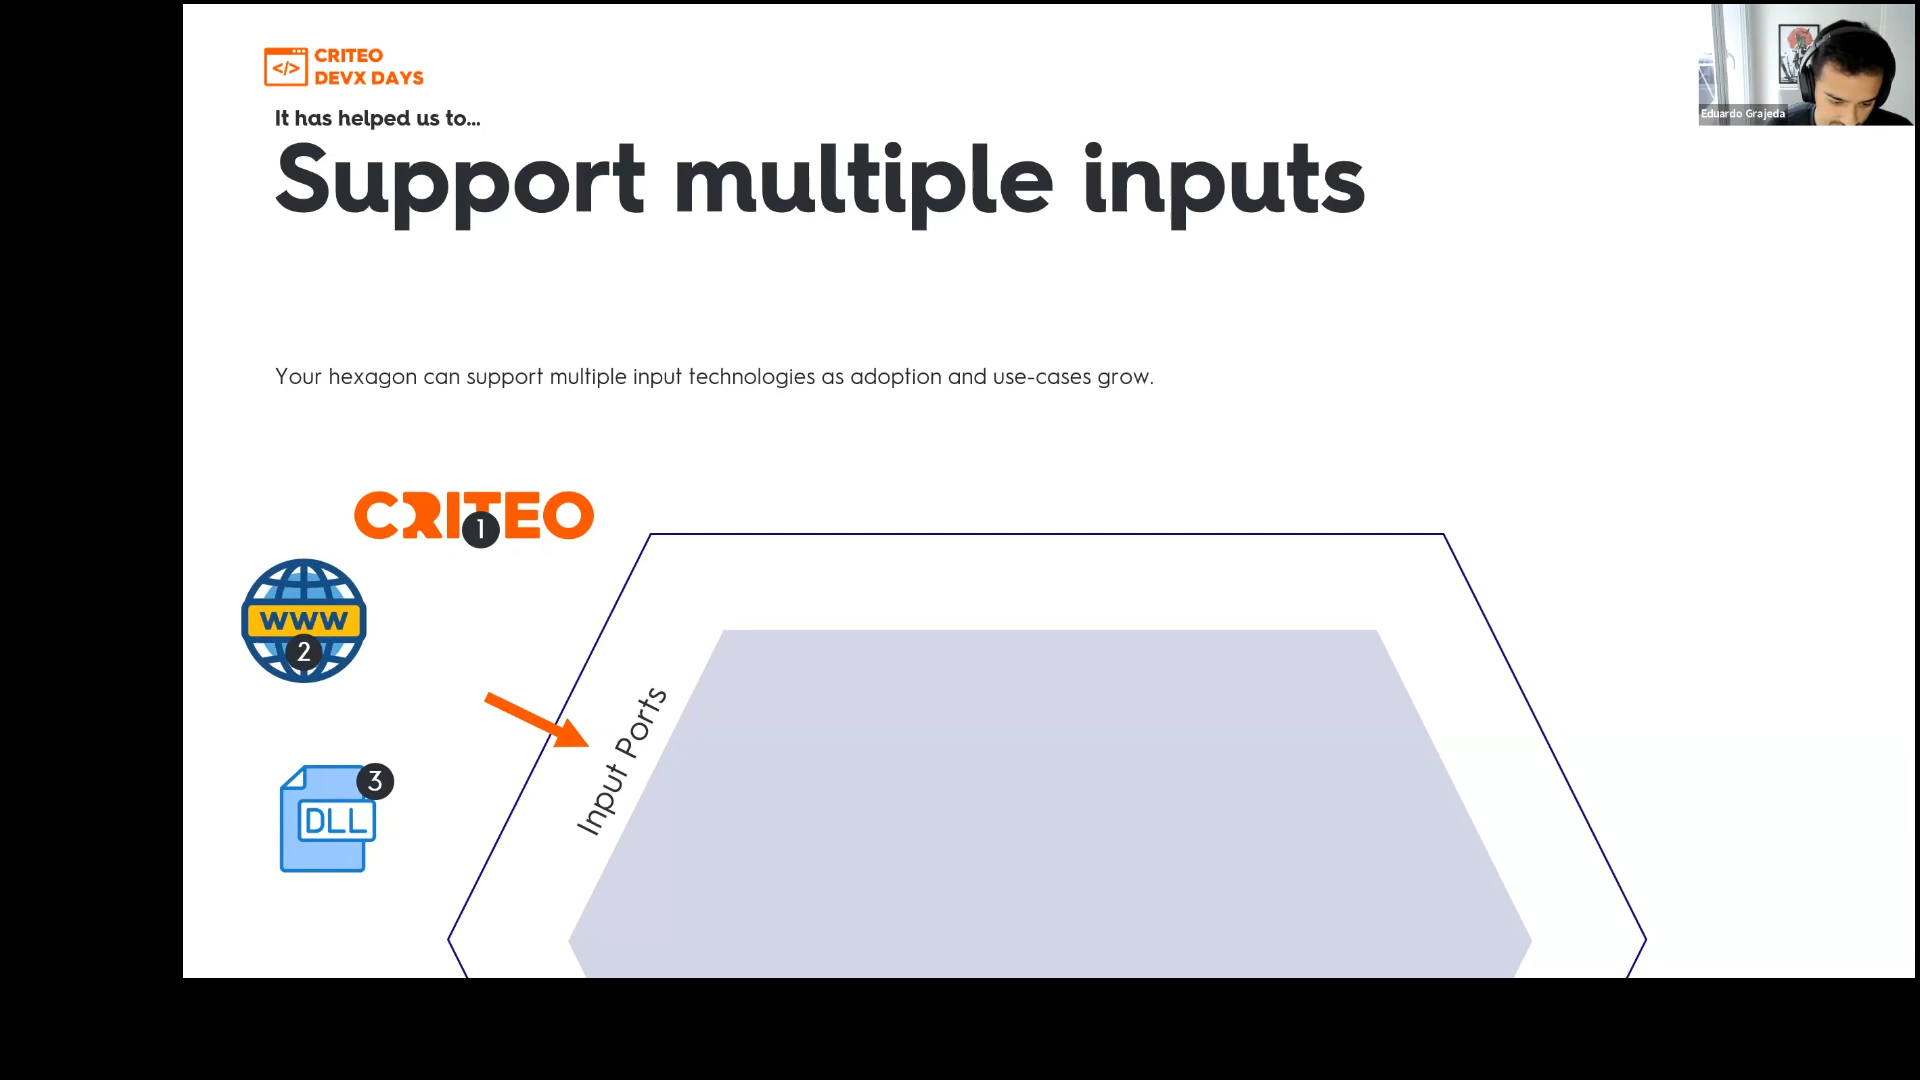 CRITEO
DEVX DAYS
It has helped us to...
Support multiple inputs
Eduardo Grajeda
Your hexagon can support multiple input technologies as adoption and use-cases grow.
CRITEO
1
WWW
2
Input Ports
3
DLL